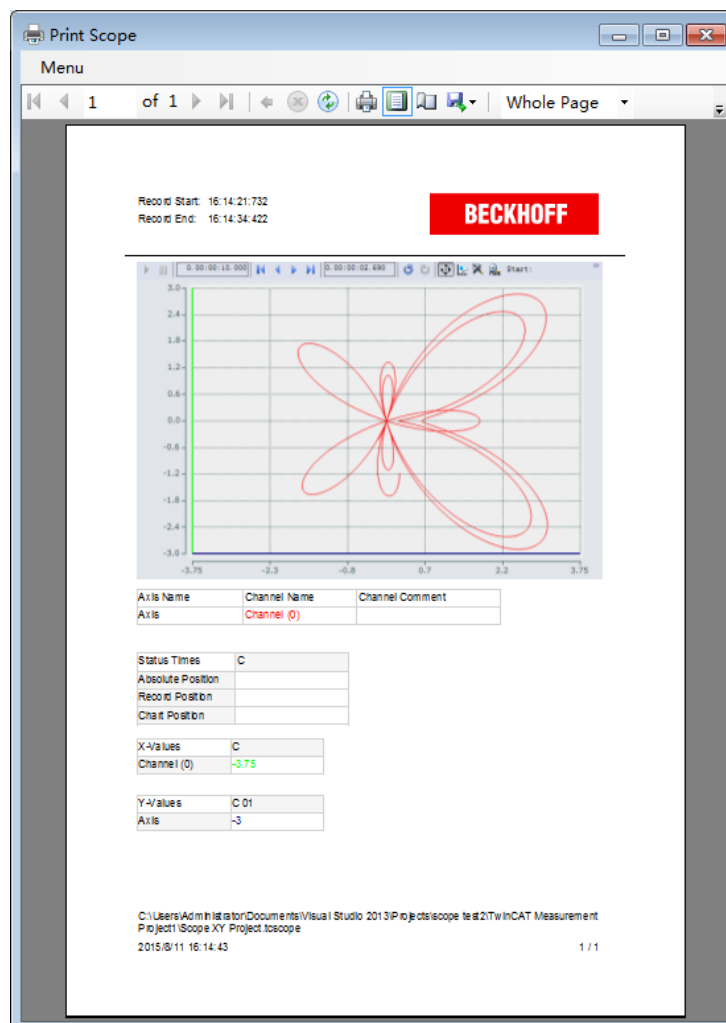 Print Scope
Menu
1 of 1 Whole Page
Record Start: 16:14:21:732
Record End: 16:14:34:422
BECKHOFF
0.00:00:10.000 0.00:00:02.690 Start:
3.0
2.4
1.8
1.2
0.6
0.0
-0.6
-1.2
-1.8
-2.4
-3.0
-3.75 -2.3 -0.8 0.7 2.2 3.75
Axis Name Channel Name Channel Comment
Axis Channel (0)
Status Times C
Absolute Position
Record Position
Chart Position
X-Values C
Channel (0) -3.75
Y-Values C 01
Axis -3
C:\Users\Administrator\Documents\Visual Studio 2013\Projects\scope test2\TwinCAT Measurement
Project1\Scope XY Project.tcscope
2015/8/11 16:14:43 1 / 1